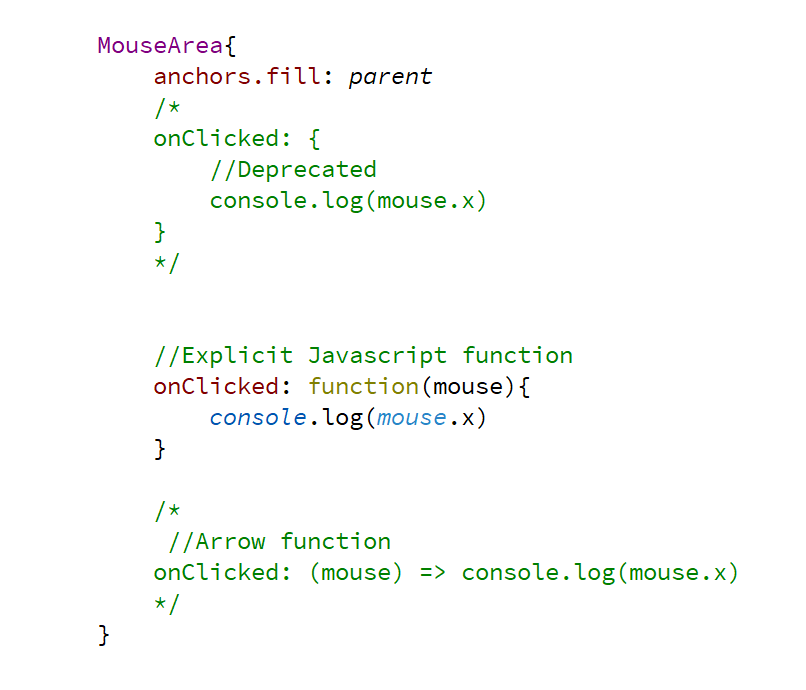 MouseArea{
    anchors.fill: parent
    /*
    onClicked: {
        //Deprecated
        console.log(mouse.x)
    }
    */
    //Explicit Javascript function
    onClicked: function(mouse){
        console.log(mouse.x)
    }
    /*
     //Arrow function
    onClicked: (mouse) => console.log(mouse.x)
    */
}